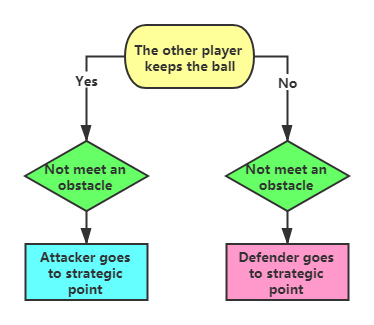 The other player
keeps the ball
Yes
No
Not meet an
obstacle
Not meet an
obstacle
Attacker goes
to strategic
point
Defender goes
to strategic
point